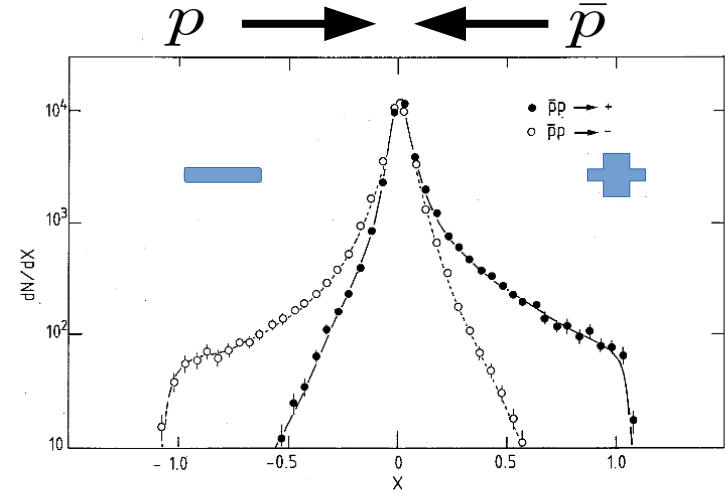 p p̄
10⁴
10³
10²
10
dN/dX
● p̄p → +
○ p̄p → −
- 1.0 -0.5 0 0.5 1.0
X